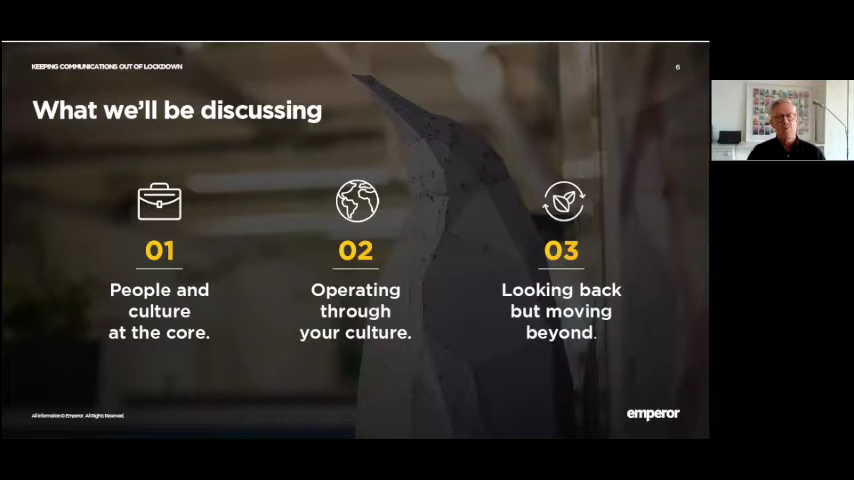 KEEPING COMMUNICATIONS OUT OF LOCKDOWN
6
What we'll be discussing
01
People and
culture
at the core.
02
Operating
through
your culture.
03
Looking back
but moving
beyond.
All information © Emperor. All Rights Reserved.
emperor